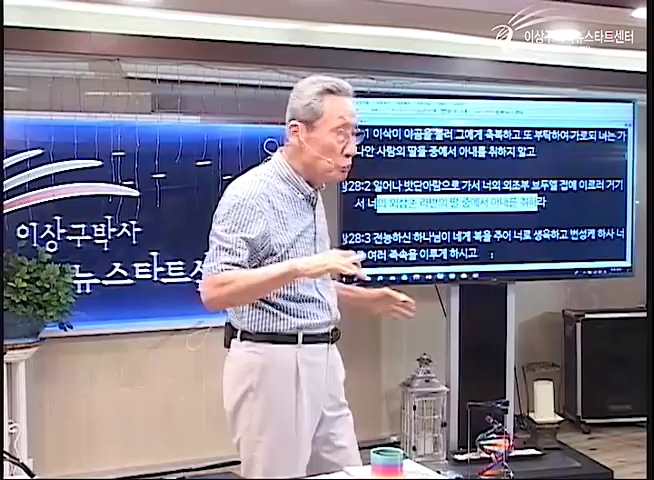 이상구박사뉴스타트센터
이삭이 야곱을 불러 그에게 축복하고 또 부탁하여 가로되 너는 가
나안 사람의 딸들 중에서 아내를 취하지 말고
28:2 일어나 밧단아람으로 가서 너의 외조부 브두엘 집에 이르러 거기
서 너의 외삼촌 라반의 딸 중에서 아내를 취하라
28:3 전능하신 하나님이 네게 복을 주어 너로 생육하고 번성케 하사 너
여러 족속을 이루게 하시고
이상구박사
뉴스타트